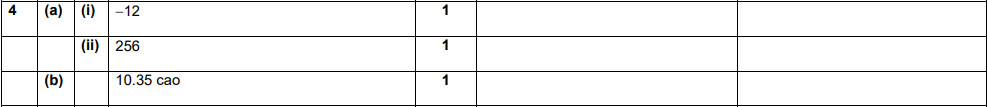 4 (a) (i) –12 1
(ii) 256 1
(b) 10.35 cao 1